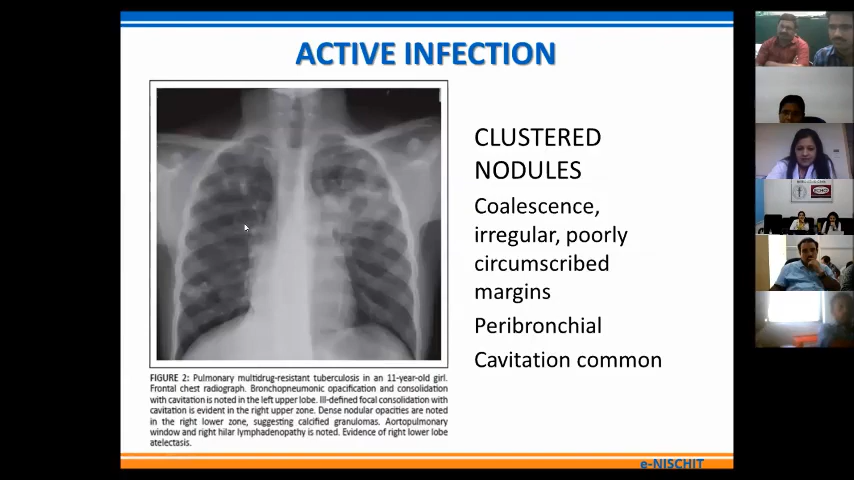 ACTIVE INFECTION
CLUSTERED
NODULES
Coalescence,
irregular, poorly
circumscribed
margins
Peribronchial
Cavitation common
FIGURE 2: Pulmonary multidrug-resistant tuberculosis in an 11-year-old girl.
Frontal chest radiograph. Bronchopneumonic opacification and consolidation
with cavitation is noted in the left upper lobe. Ill-defined focal consolidation with
cavitation is evident in the right upper zone. Dense nodular opacities are noted
in the right lower zone, suggesting calcified granulomas. Aortopulmonary
window and right hilar lymphadenopathy is noted. Evidence of right lower lobe
atelectasis.
e-NISCHIT